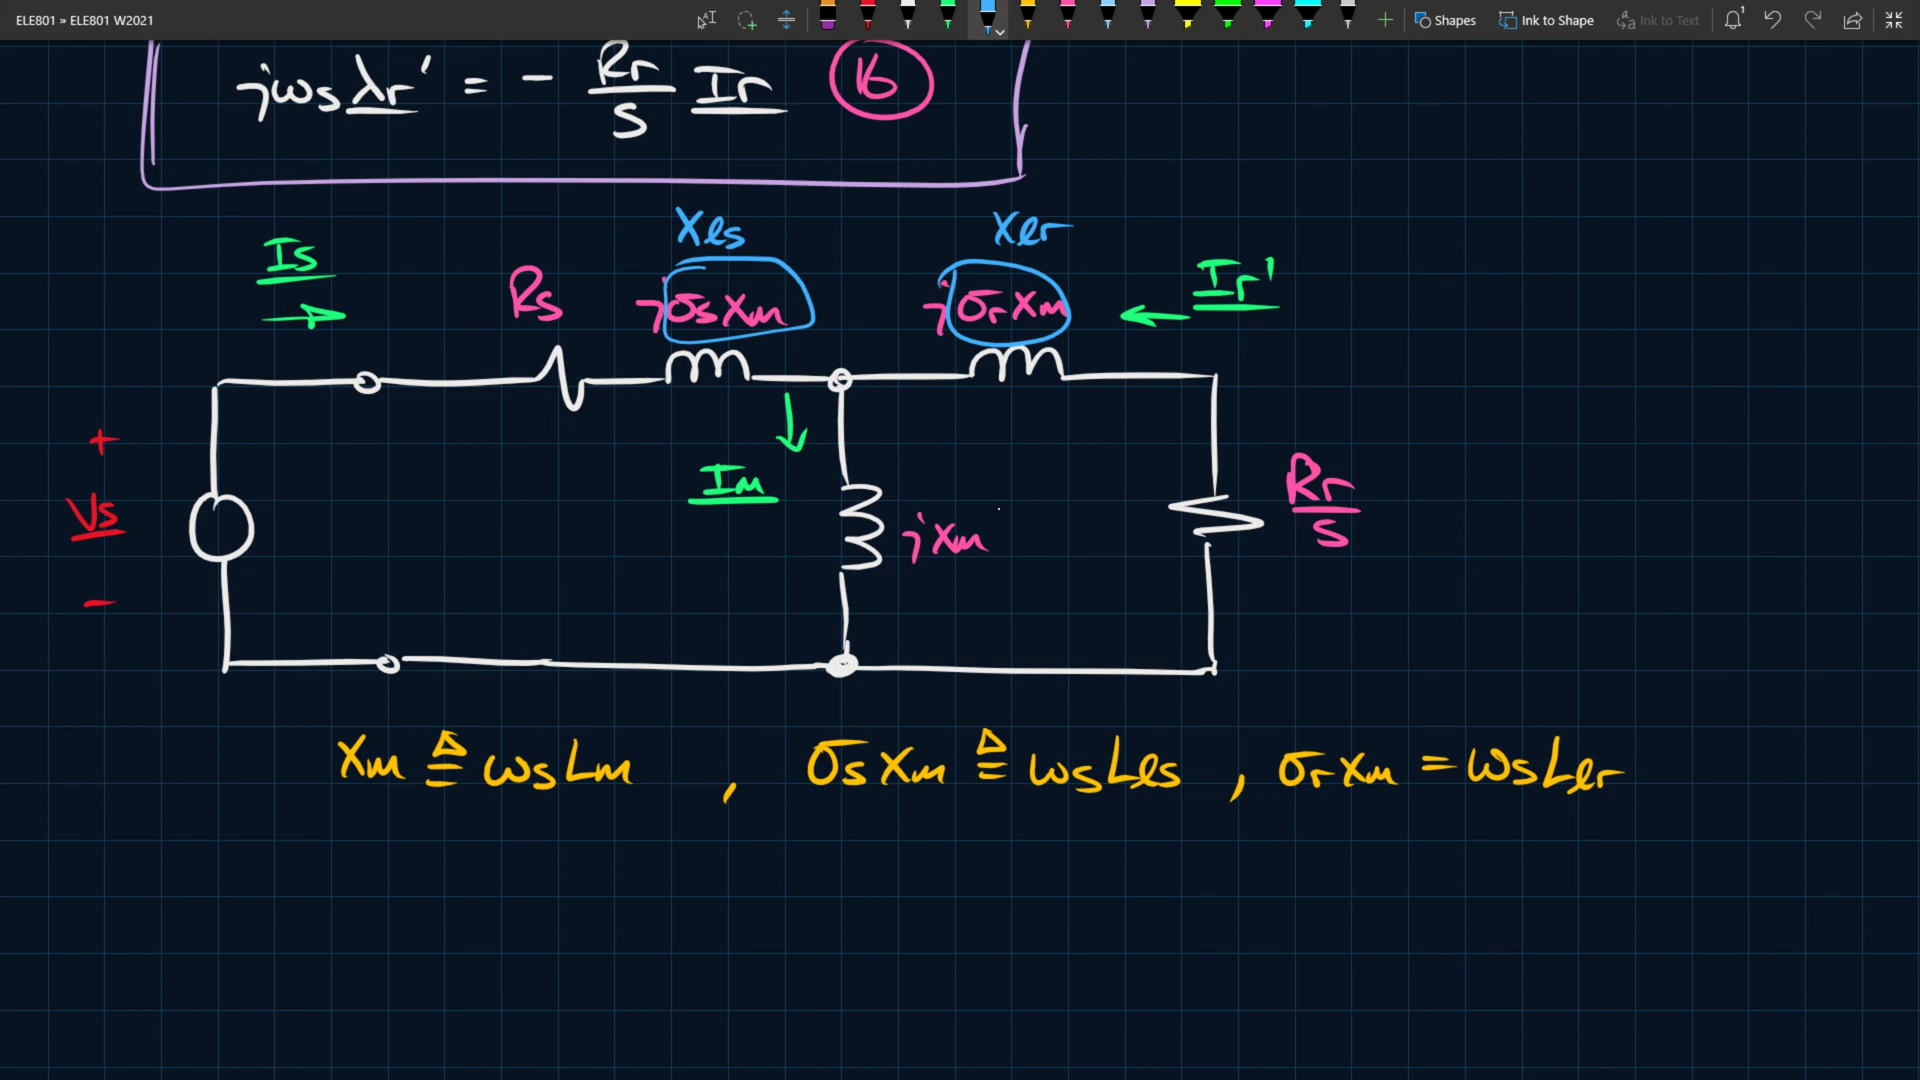 ELE801 » ELE801 W2021
Shapes Ink to Shape Ink to Text 1
jωsλr' = - Rr/s Ir 16
Xls Xlr
Is Rs jσsXm jσrXm Ir'
+
Vs
-
Im
jXm
Rr/s
Xm ≜ ωsLm , σsXm ≜ ωsLls , σrXm = ωsLlr